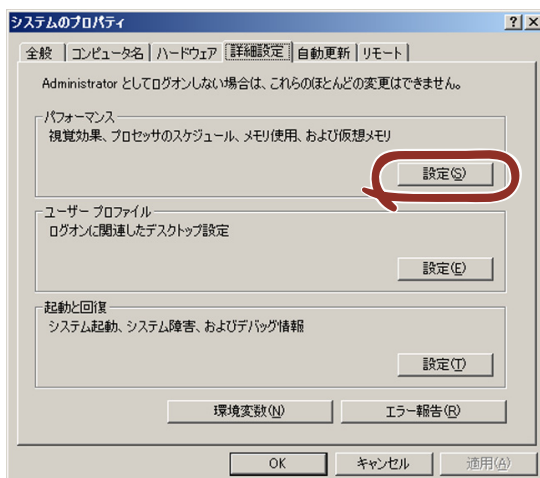 システムのプロパティ
全般 コンピュータ名 ハードウェア 詳細設定 自動更新 リモート
Administrator としてログオンしない場合は、これらのほとんどの変更はできません。
パフォーマンス
視覚効果、プロセッサのスケジュール、メモリ使用、および仮想メモリ
設定(S)
ユーザー プロファイル
ログオンに関連したデスクトップ設定
設定(E)
起動と回復
システム起動、システム障害、およびデバッグ情報
設定(T)
環境変数(N) エラー報告(R)
OK キャンセル 適用(A)